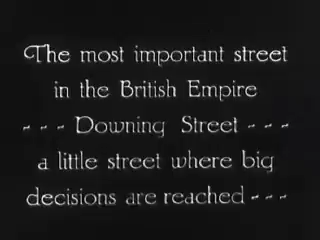 The most important street
in the British Empire
- - - Downing Street - - -
a little street where big
decisions are reached - - -